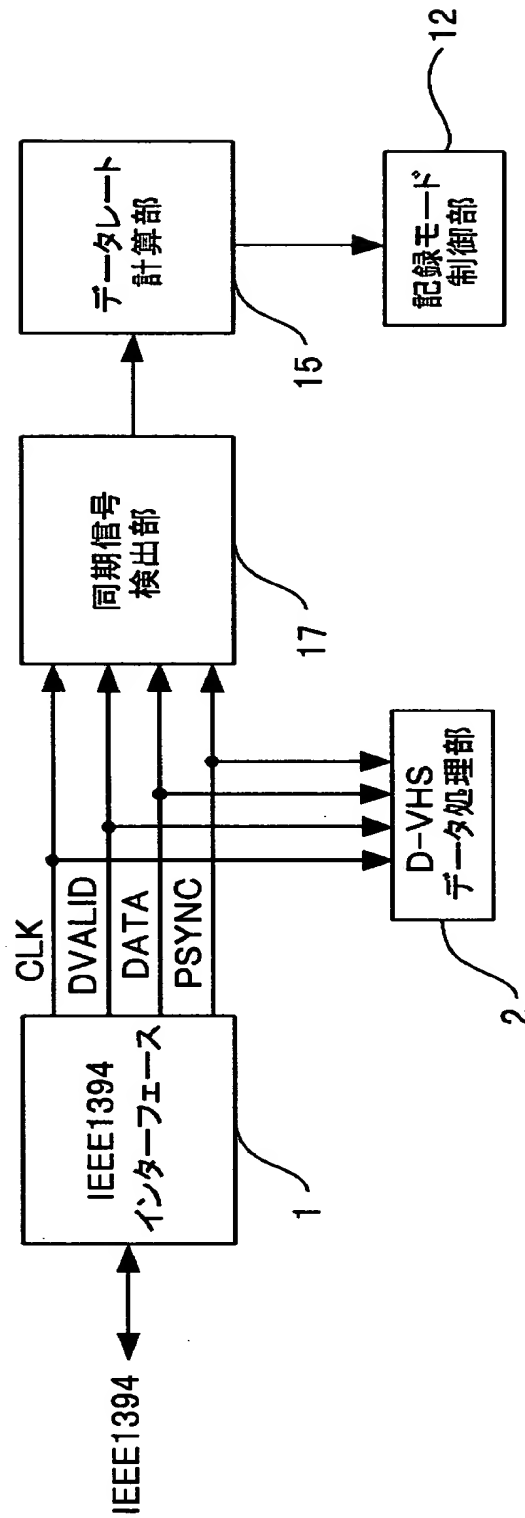 IEEE1394
IEEE1394
インターフェース
1
CLK
DVALID
DATA
PSYNC
D-VHS
データ処理部
2
同期信号
検出部
17
データレート
計算部
15
記録モード
制御部
12